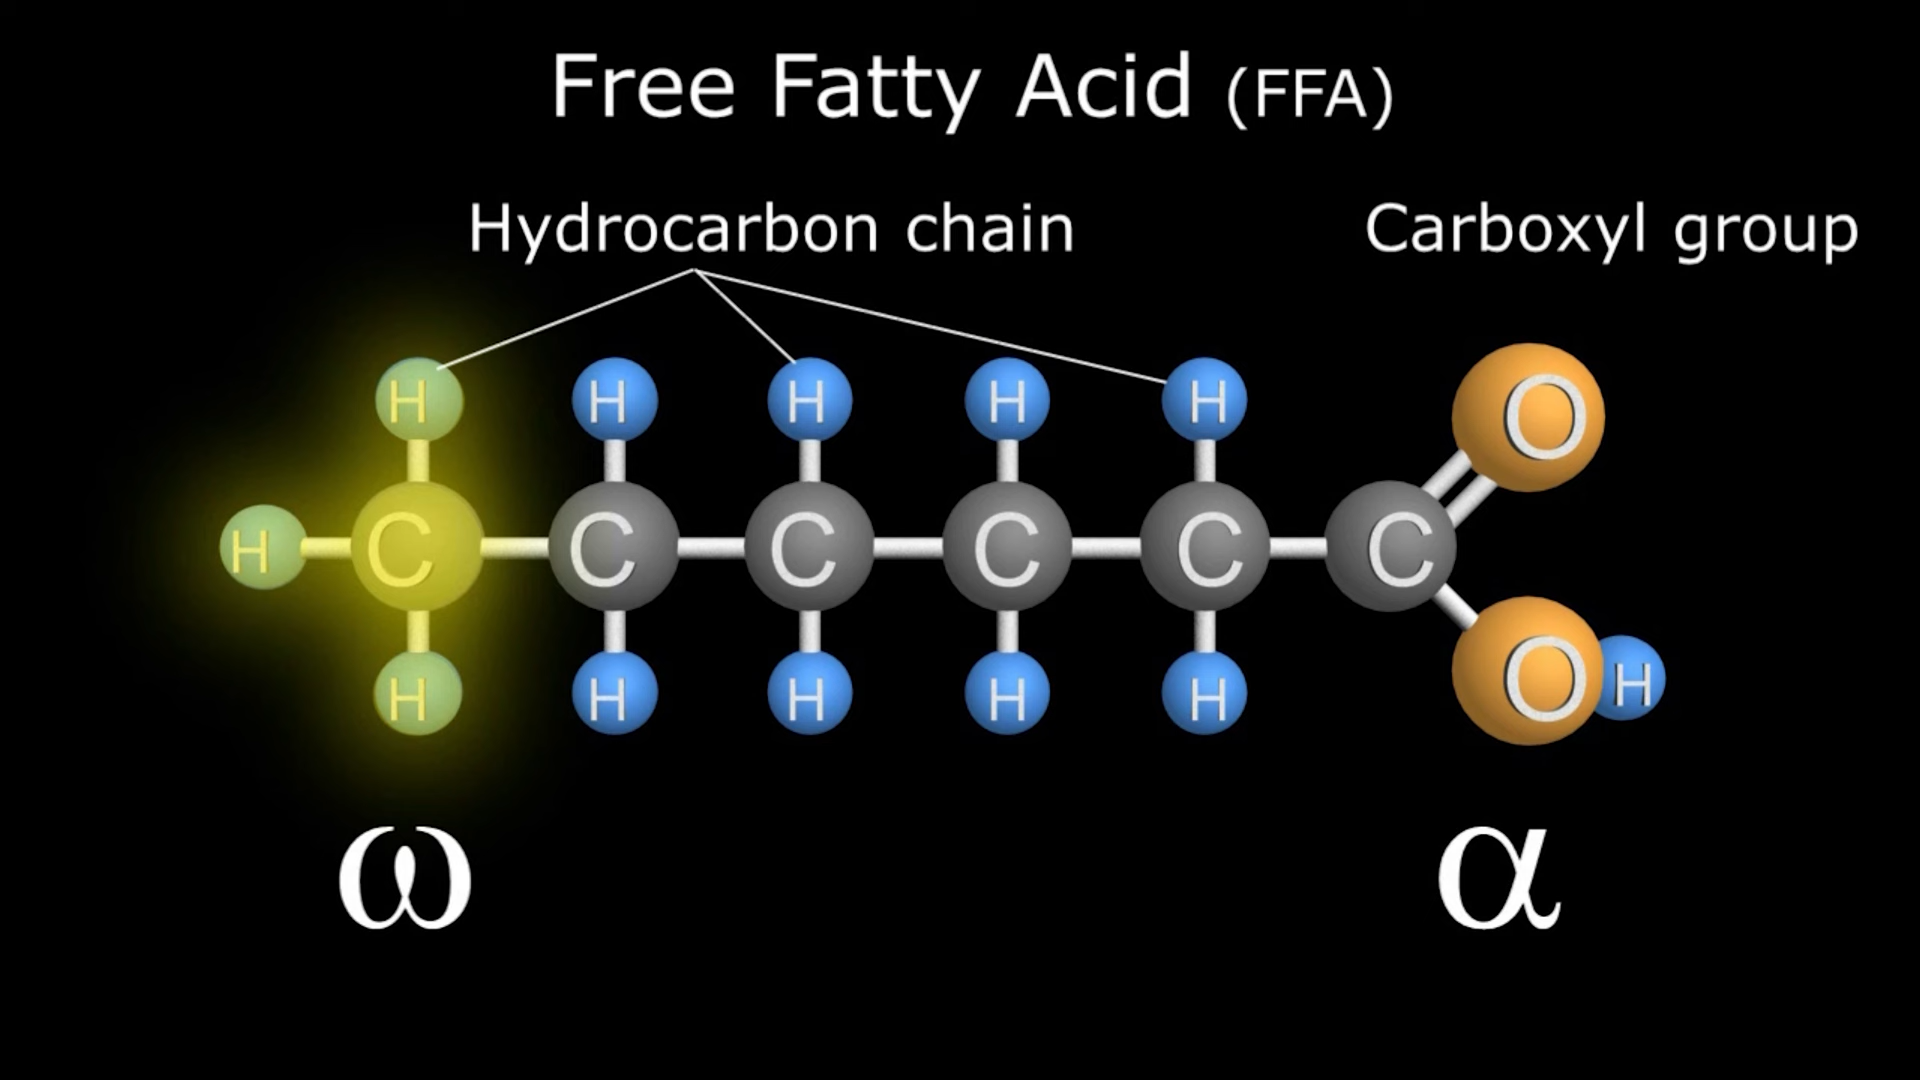 Free Fatty Acid (FFA)
Hydrocarbon chain Carboxyl group
H H H H H O
H C C C C C C
H H H H H O H
ω α